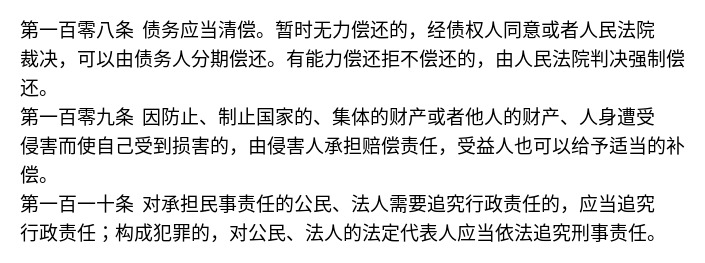 第一百零八条 债务应当清偿。暂时无力偿还的，经债权人同意或者人民法院
裁决，可以由债务人分期偿还。有能力偿还拒不偿还的，由人民法院判决强制偿
还。
第一百零九条 因防止、制止国家的、集体的财产或者他人的财产、人身遭受
侵害而使自己受到损害的，由侵害人承担赔偿责任，受益人也可以给予适当的补
偿。
第一百一十条 对承担民事责任的公民、法人需要追究行政责任的，应当追究
行政责任；构成犯罪的，对公民、法人的法定代表人应当依法追究刑事责任。